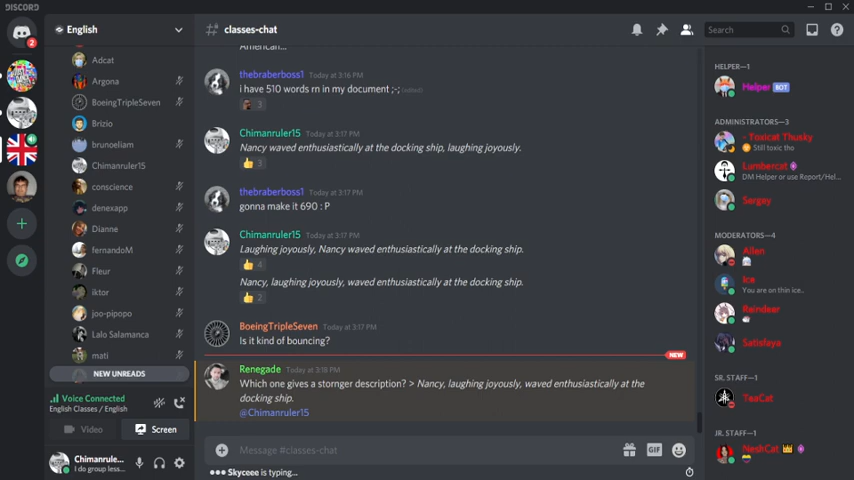 DISCORD
2
English
Adcat
Argona
BoeingTripleSeven
Brizio
brunoeliam
Chimanruler15
conscience
denexapp
Dianne
fernandoM
Fleur
iktor
joo-pipopo
Lalo Salamanca
mati
NEW UNREADS
Voice Connected
English Classes / English
Video
Screen
Chimanrule...
I do group less...
classes-chat
Search
American...
thebraberboss1 Today at 3:16 PM
i have 510 words rn in my document ;-; (edited)
3
Chimanruler15 Today at 3:17 PM
Nancy waved enthusiastically at the docking ship, laughing joyously.
3
thebraberboss1 Today at 3:17 PM
gonna make it 690 : P
Chimanruler15 Today at 3:17 PM
Laughing joyously, Nancy waved enthusiastically at the docking ship.
4
Nancy, laughing joyously, waved enthusiastically at the docking ship.
2
BoeingTripleSeven Today at 3:17 PM
Is it kind of bouncing?
NEW
Renegade Today at 3:18 PM
Which one gives a stornger description? > Nancy, laughing joyously, waved enthusiastically at the
docking ship.
@Chimanruler15
Message #classes-chat
GIF
Skyceee is typing...
HELPER—1
Helper BOT
ADMINISTRATORS—3
Toxicat Thusky
Still toxic tho
Lumbercat
DM Helper or use Report/Hel...
Sergey
MODERATORS—4
Allen
Ice
You are on thin ice..
Raindeer
Satisfeya
SR. STAFF—1
TeaCat
JR. STAFF—1
NeshCat